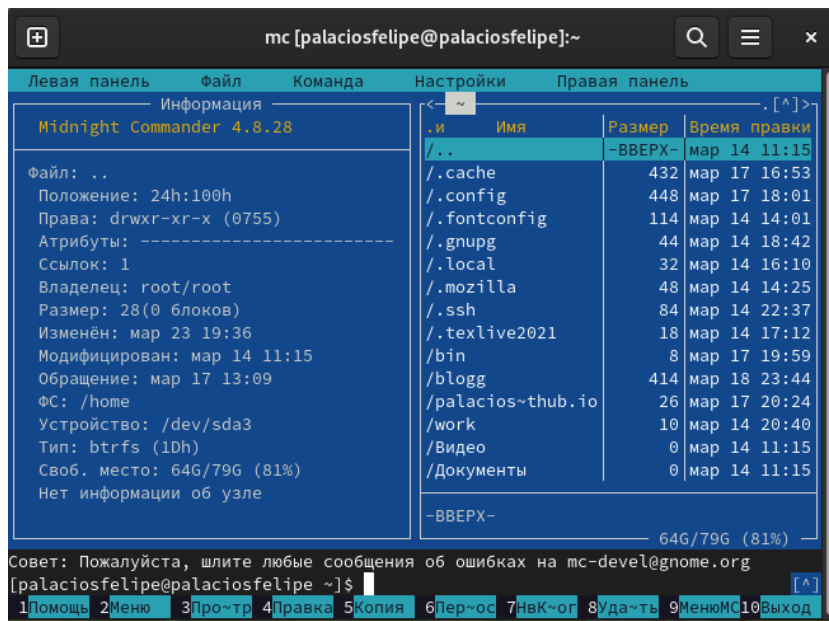 mc [palaciosfelipe@palaciosfelipe]:~
Левая панель Файл Команда Настройки Правая панель
Информация
Midnight Commander 4.8.28
Файл: ..
Положение: 24h:100h
Права: drwxr-xr-x (0755)
Атрибуты: -------------------------
Ссылок: 1
Владелец: root/root
Размер: 28(0 блоков)
Изменён: мар 23 19:36
Модифицирован: мар 14 11:15
Обращение: мар 17 13:09
ФС: /home
Устройство: /dev/sda3
Тип: btrfs (1Dh)
Своб. место: 64G/79G (81%)
Нет информации об узле
<— ~ .[^]>
.и Имя Размер Время правки
/.. -ВВЕРХ- мар 14 11:15
/.cache 432 мар 17 16:53
/.config 448 мар 17 18:01
/.fontconfig 114 мар 14 14:01
/.gnupg 44 мар 14 18:42
/.local 32 мар 14 16:10
/.mozilla 48 мар 14 14:25
/.ssh 84 мар 14 22:37
/.texlive2021 18 мар 14 17:12
/bin 8 мар 17 19:59
/blogg 414 мар 18 23:44
/palacios~thub.io 26 мар 17 20:24
/work 10 мар 14 20:40
/Видео 0 мар 14 11:15
/Документы 0 мар 14 11:15
-ВВЕРХ-
64G/79G (81%)
Совет: Пожалуйста, шлите любые сообщения об ошибках на mc-devel@gnome.org
[palaciosfelipe@palaciosfelipe ~]$ [^]
1Помощь 2Меню 3Про~тр 4Правка 5Копия 6Пер~ос 7НвК~ог 8Уда~ть 9МенюMC 10Выход